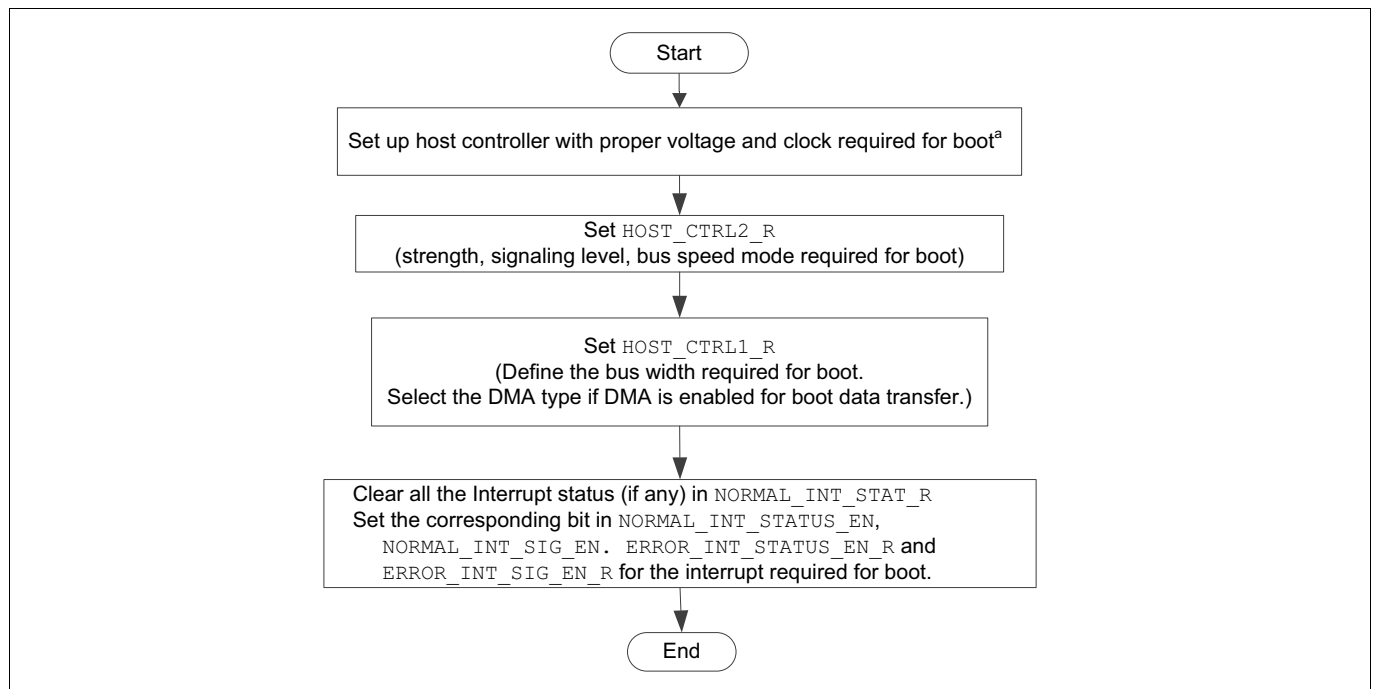 Start
Set up host controller with proper voltage and clock required for bootᵃ
Set HOST_CTRL2_R
(strength, signaling level, bus speed mode required for boot)
Set HOST_CTRL1_R
(Define the bus width required for boot.
Select the DMA type if DMA is enabled for boot data transfer.)
Clear all the Interrupt status (if any) in NORMAL_INT_STAT_R
Set the corresponding bit in NORMAL_INT_STATUS_EN,
NORMAL_INT_SIG_EN. ERROR_INT_STATUS_EN_R and
ERROR_INT_SIG_EN_R for the interrupt required for boot.
End